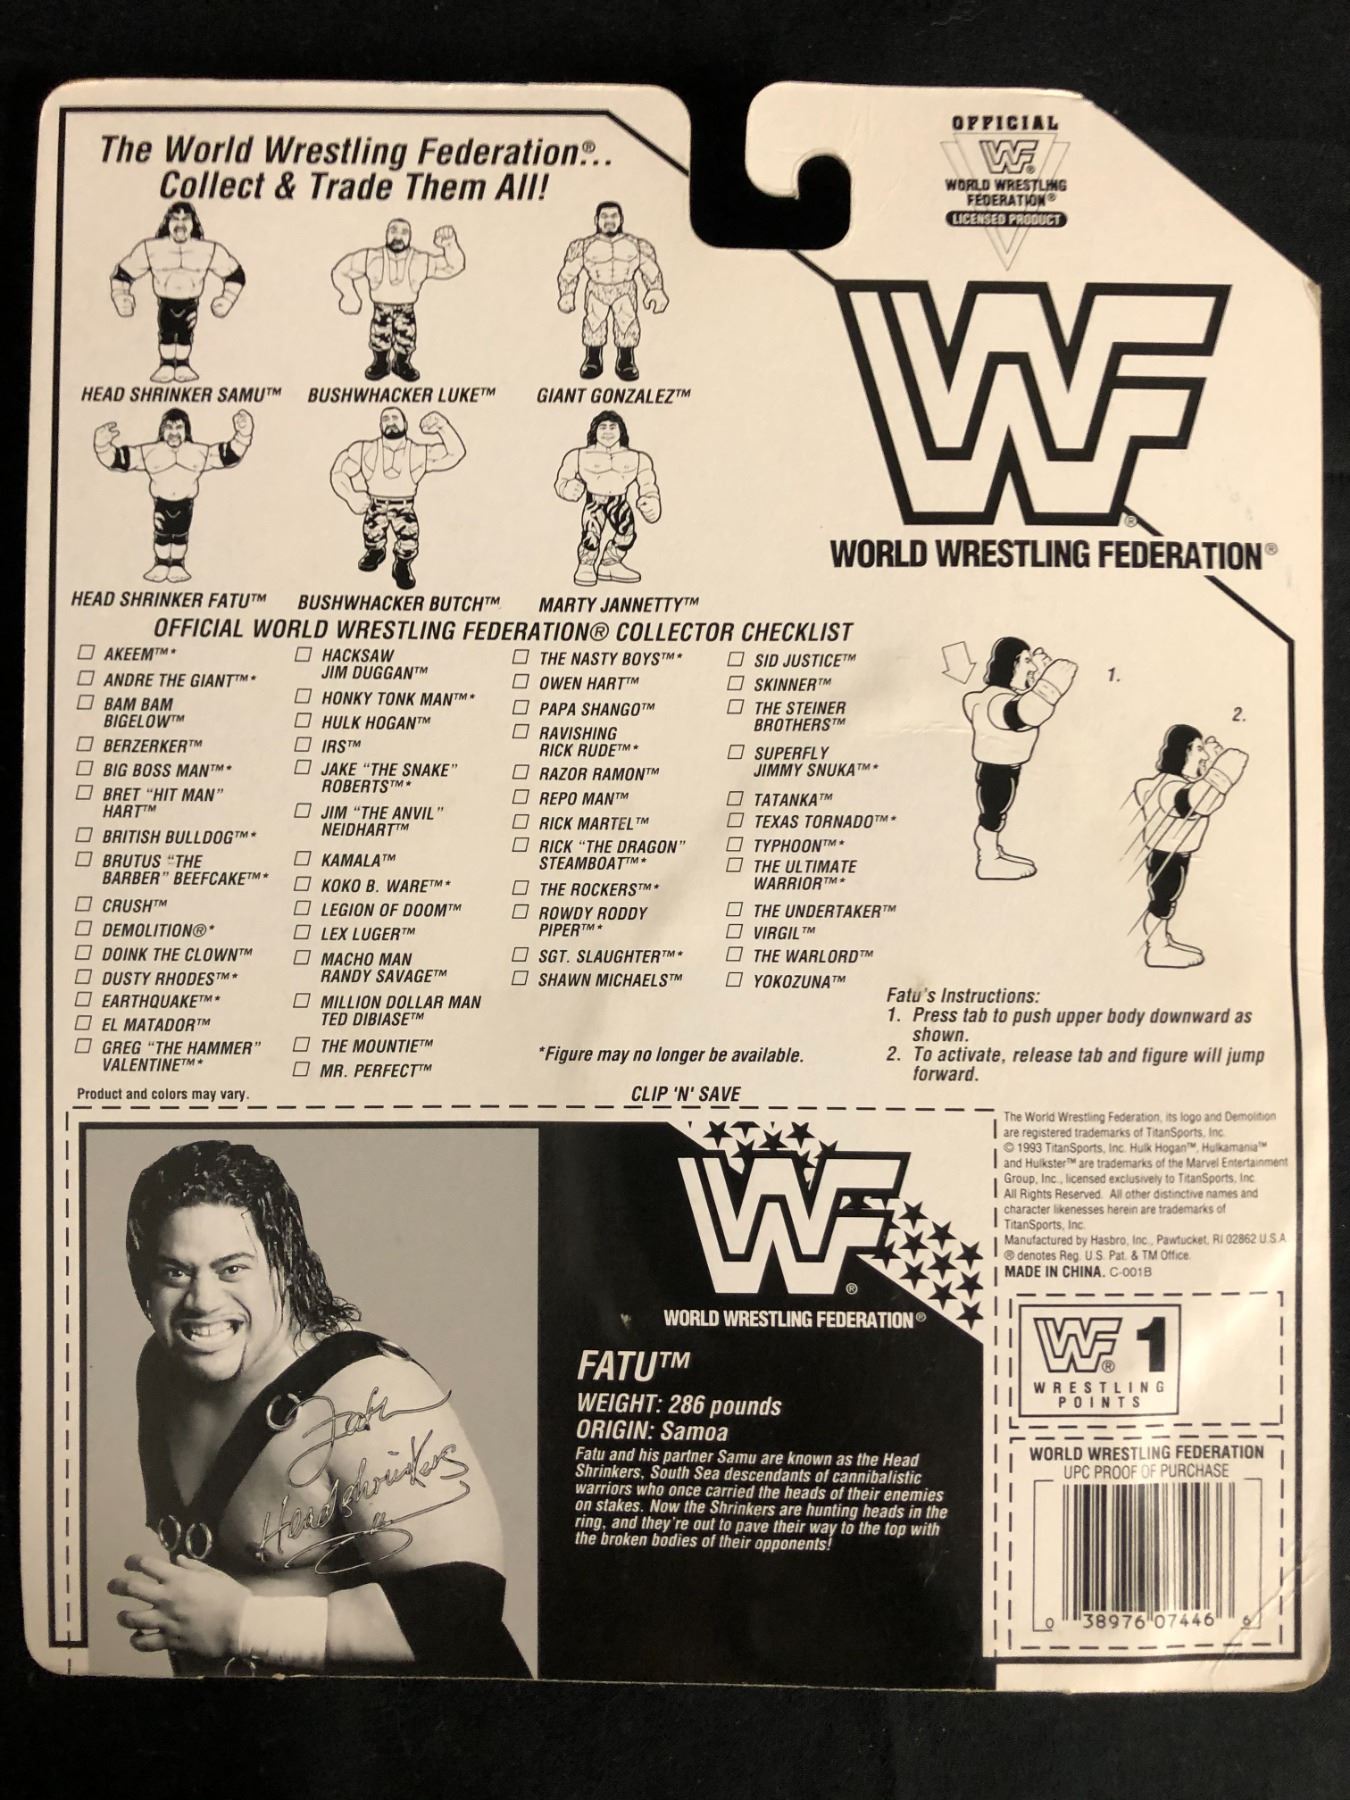 The World Wrestling Federation®...
Collect & Trade Them All!
OFFICIAL
WF
WORLD WRESTLING
FEDERATION®
LICENSED PRODUCT
HEAD SHRINKER SAMU™
BUSHWHACKER LUKE™
GIANT GONZALEZ™
HEAD SHRINKER FATU™
BUSHWHACKER BUTCH™
MARTY JANNETTY™
WF®
WORLD WRESTLING FEDERATION®
OFFICIAL WORLD WRESTLING FEDERATION® COLLECTOR CHECKLIST
AKEEM™*
ANDRE THE GIANT™*
BAM BAM
BIGELOW™
BERZERKER™
BIG BOSS MAN™*
BRET “HIT MAN”
HART™
BRITISH BULLDOG™*
BRUTUS “THE
BARBER” BEEFCAKE™*
CRUSH™
DEMOLITION®*
DOINK THE CLOWN™
DUSTY RHODES™*
EARTHQUAKE™*
EL MATADOR™
GREG “THE HAMMER”
VALENTINE™*
HACKSAW
JIM DUGGAN™
HONKY TONK MAN™*
HULK HOGAN™
IRS™
JAKE “THE SNAKE”
ROBERTS™*
JIM “THE ANVIL”
NEIDHART™
KAMALA™
KOKO B. WARE™*
LEGION OF DOOM™
LEX LUGER™
MACHO MAN
RANDY SAVAGE™
MILLION DOLLAR MAN
TED DIBIASE™
THE MOUNTIE™
MR. PERFECT™
THE NASTY BOYS™*
OWEN HART™
PAPA SHANGO™
RAVISHING
RICK RUDE™*
RAZOR RAMON™
REPO MAN™
RICK MARTEL™
RICK “THE DRAGON”
STEAMBOAT™*
THE ROCKERS™*
ROWDY RODDY
PIPER™*
SGT. SLAUGHTER™*
SHAWN MICHAELS™
SID JUSTICE™
SKINNER™
THE STEINER
BROTHERS™
SUPERFLY
JIMMY SNUKA™*
TATANKA™
TEXAS TORNADO™*
TYPHOON™*
THE ULTIMATE
WARRIOR™*
THE UNDERTAKER™
VIRGIL™
THE WARLORD™
YOKOZUNA™
*Figure may no longer be available.
Product and colors may vary.
1.
2.
Fatu's Instructions:
1. Press tab to push upper body downward as
shown.
2. To activate, release tab and figure will jump
forward.
CLIP 'N' SAVE
Fatu
Headshrinkers
WF®
WORLD WRESTLING FEDERATION®
FATU™
WEIGHT: 286 pounds
ORIGIN: Samoa
Fatu and his partner Samu are known as the Head
Shrinkers, South Sea descendants of cannibalistic
warriors who once carried the heads of their enemies
on stakes. Now the Shrinkers are hunting heads in the
ring, and they're out to pave their way to the top with
the broken bodies of their opponents!
The World Wrestling Federation, its logo and Demolition
are registered trademarks of TitanSports, Inc.
© 1993 TitanSports, Inc. Hulk Hogan™, Hulkamania™
and Hulkster™ are trademarks of the Marvel Entertainment
Group, Inc., licensed exclusively to TitanSports, Inc.
All Rights Reserved. All other distinctive names and
character likenesses herein are trademarks of
TitanSports, Inc.
Manufactured by Hasbro, Inc., Pawtucket, RI 02862 U.S.A.
® denotes Reg. U.S. Pat. & TM Office.
MADE IN CHINA. C-001B
WF® 1
WRESTLING
POINTS
WORLD WRESTLING FEDERATION
UPC PROOF OF PURCHASE
0 38976 07446 6